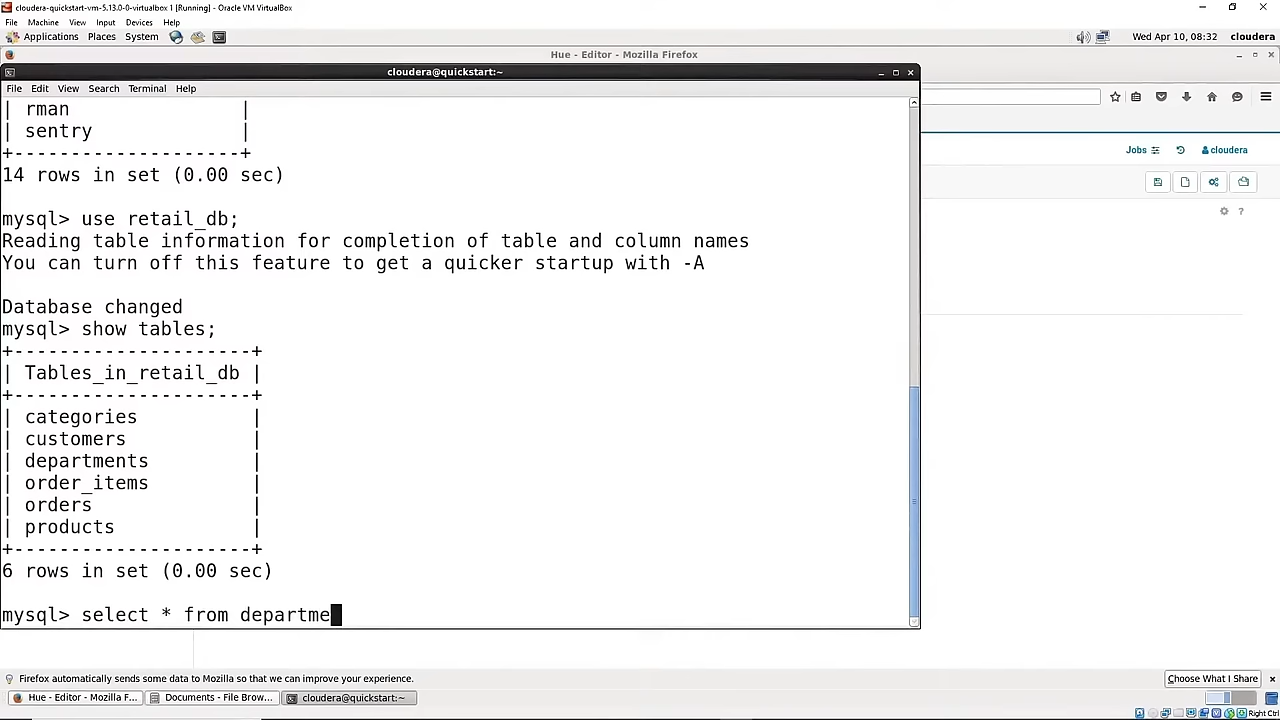 cloudera-quickstart-vm-5.13.0-0-virtualbox 1 [Running] - Oracle VM VirtualBox
File Machine View Input Devices Help
Applications Places System Wed Apr 10, 08:32 cloudera
Hue - Editor - Mozilla Firefox
cloudera@quickstart:~
File Edit View Search Terminal Help
| rman |
| sentry |
+--------------------+
14 rows in set (0.00 sec)
mysql> use retail_db;
Reading table information for completion of table and column names
You can turn off this feature to get a quicker startup with -A
Database changed
mysql> show tables;
+---------------------+
| Tables_in_retail_db |
+---------------------+
| categories |
| customers |
| departments |
| order_items |
| orders |
| products |
+---------------------+
6 rows in set (0.00 sec)
mysql> select * from departme
Jobs cloudera
?
Firefox automatically sends some data to Mozilla so that we can improve your experience. Choose What I Share ×
Hue - Editor - Mozilla F... Documents - File Brow... cloudera@quickstart:~
Right Ctrl